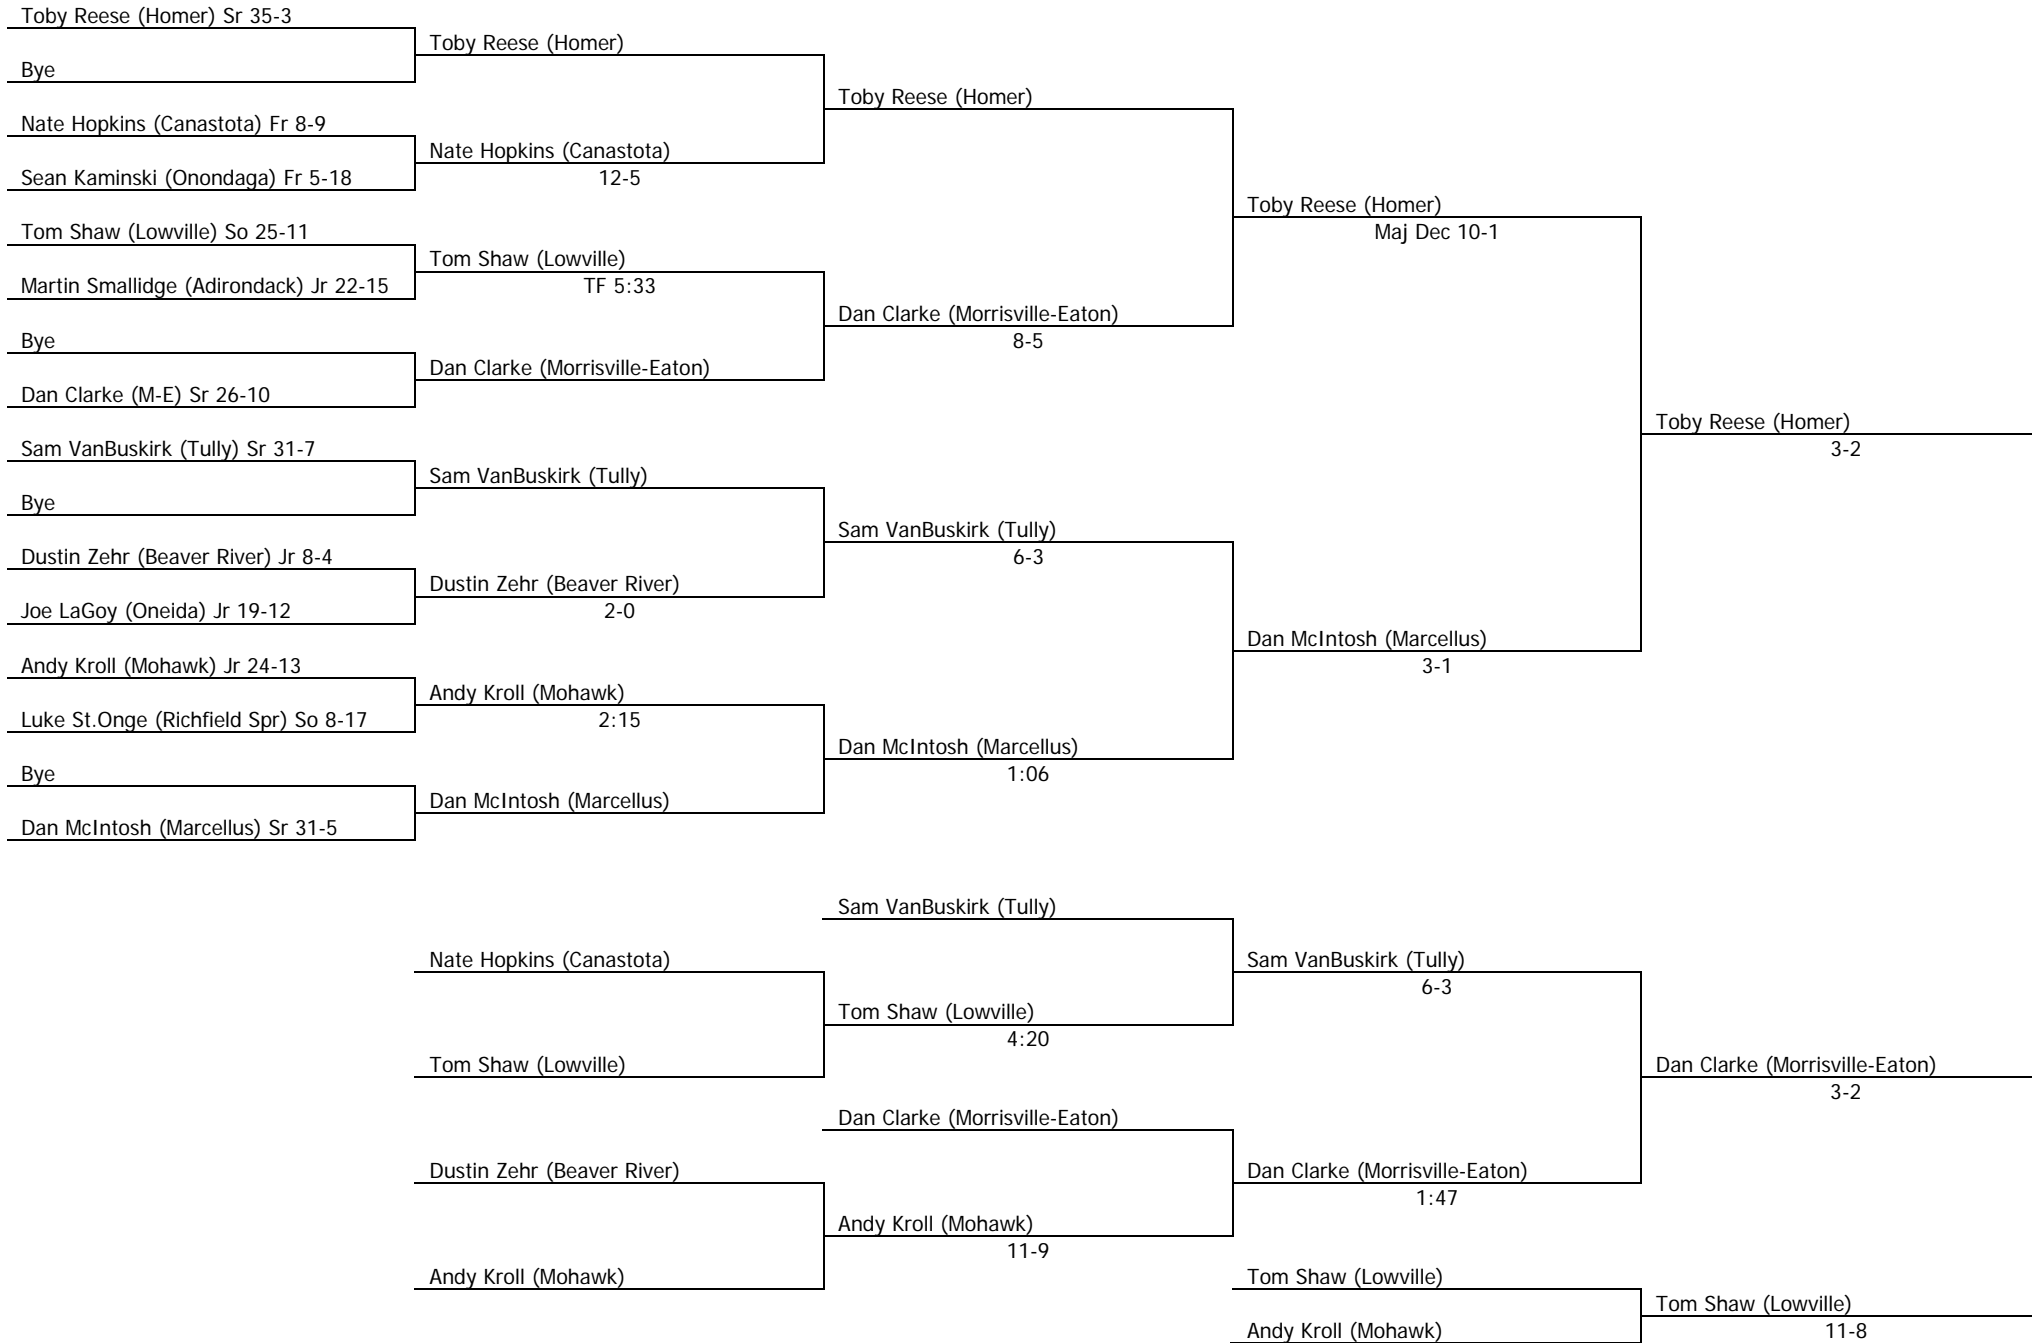 Toby Reese (Homer) Sr 35-3
Toby Reese (Homer)
Bye
Toby Reese (Homer)
Nate Hopkins (Canastota) Fr 8-9
Nate Hopkins (Canastota)
Sean Kaminski (Onondaga) Fr 5-18
12-5
Toby Reese (Homer)
Tom Shaw (Lowville) So 25-11
Maj Dec 10-1
Tom Shaw (Lowville)
Martin Smallidge (Adirondack) Jr 22-15
TF 5:33
Dan Clarke (Morrisville-Eaton)
Bye
8-5
Dan Clarke (Morrisville-Eaton)
Dan Clarke (M-E) Sr 26-10
Toby Reese (Homer)
Sam VanBuskirk (Tully) Sr 31-7
3-2
Sam VanBuskirk (Tully)
Bye
Sam VanBuskirk (Tully)
Dustin Zehr (Beaver River) Jr 8-4
6-3
Dustin Zehr (Beaver River)
Joe LaGoy (Oneida) Jr 19-12
2-0
Dan McIntosh (Marcellus)
Andy Kroll (Mohawk) Jr 24-13
3-1
Andy Kroll (Mohawk)
Luke St.Onge (Richfield Spr) So 8-17
2:15
Dan McIntosh (Marcellus)
Bye
1:06
Dan McIntosh (Marcellus)
Dan McIntosh (Marcellus) Sr 31-5
Sam VanBuskirk (Tully)
Nate Hopkins (Canastota)
Sam VanBuskirk (Tully)
6-3
Tom Shaw (Lowville)
4:20
Tom Shaw (Lowville)
Dan Clarke (Morrisville-Eaton)
3-2
Dan Clarke (Morrisville-Eaton)
Dustin Zehr (Beaver River)
Dan Clarke (Morrisville-Eaton)
1:47
Andy Kroll (Mohawk)
11-9
Andy Kroll (Mohawk)
Tom Shaw (Lowville)
Tom Shaw (Lowville)
Andy Kroll (Mohawk)
11-8